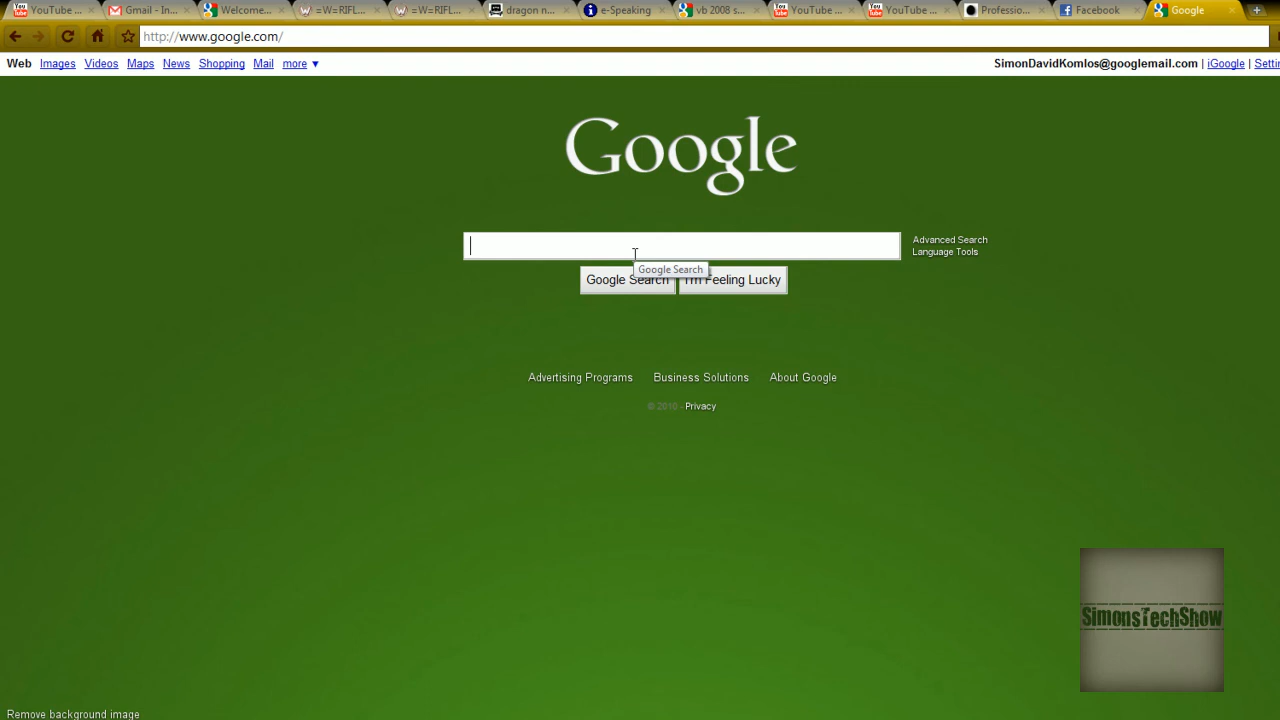 YouTube ... Gmail - In... Welcome... =W=RIFL... =W=RIFL... dragon n... e-Speaking vb 2008 s... YouTube ... YouTube ... Professio... Facebook Google
http://www.google.com/
Web Images Videos Maps News Shopping Mail more ▼ SimonDavidKomlos@googlemail.com | iGoogle | Setti
Google
Advanced Search
Language Tools
Google Search
Google Search I'm Feeling Lucky
Advertising Programs Business Solutions About Google
© 2010 - Privacy
SimonsTechShow
Remove background image